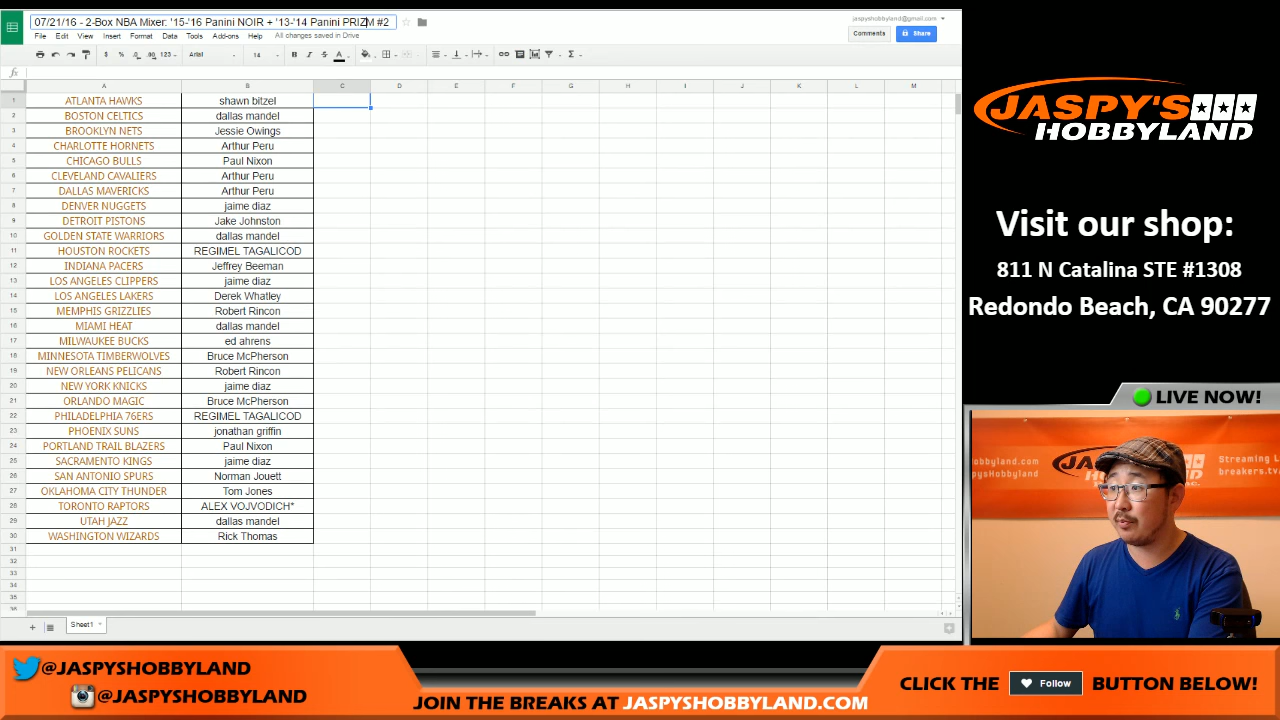 07/21/16 - 2-Box NBA Mixer: '15-'16 Panini NOIR + '13-'14 Panini PRIZM #2
jaspyshobbyland@gmail.com
File Edit View Insert Format Data Tools Add-ons Help All changes saved in Drive
Comments
Share
$ % .0 .00 123 Arial 14 B I S A
fx
A B C D E F G H I J K L M
1 ATLANTA HAWKS shawn bitzel
2 BOSTON CELTICS dallas mandel
3 BROOKLYN NETS Jessie Owings
4 CHARLOTTE HORNETS Arthur Peru
5 CHICAGO BULLS Paul Nixon
6 CLEVELAND CAVALIERS Arthur Peru
7 DALLAS MAVERICKS Arthur Peru
8 DENVER NUGGETS jaime diaz
9 DETROIT PISTONS Jake Johnston
10 GOLDEN STATE WARRIORS dallas mandel
11 HOUSTON ROCKETS REGIMEL TAGALICOD
12 INDIANA PACERS Jeffrey Beeman
13 LOS ANGELES CLIPPERS jaime diaz
14 LOS ANGELES LAKERS Derek Whatley
15 MEMPHIS GRIZZLIES Robert Rincon
16 MIAMI HEAT dallas mandel
17 MILWAUKEE BUCKS ed ahrens
18 MINNESOTA TIMBERWOLVES Bruce McPherson
19 NEW ORLEANS PELICANS Robert Rincon
20 NEW YORK KNICKS jaime diaz
21 ORLANDO MAGIC Bruce McPherson
22 PHILADELPHIA 76ERS REGIMEL TAGALICOD
23 PHOENIX SUNS jonathan griffin
24 PORTLAND TRAIL BLAZERS Paul Nixon
25 SACRAMENTO KINGS jaime diaz
26 SAN ANTONIO SPURS Norman Jouett
27 OKLAHOMA CITY THUNDER Tom Jones
28 TORONTO RAPTORS ALEX VOJVODICH*
29 UTAH JAZZ dallas mandel
30 WASHINGTON WIZARDS Rick Thomas
31
32
33
34
35
36
Sheet1
JASPY'S
HOBBYLAND
Visit our shop:
811 N Catalina STE #1308
Redondo Beach, CA 90277
LIVE NOW!
@JASPYSHOBBYLAND
@JASPYSHOBBYLAND
JOIN THE BREAKS AT JASPYSHOBBYLAND.COM
CLICK THE Follow BUTTON BELOW!